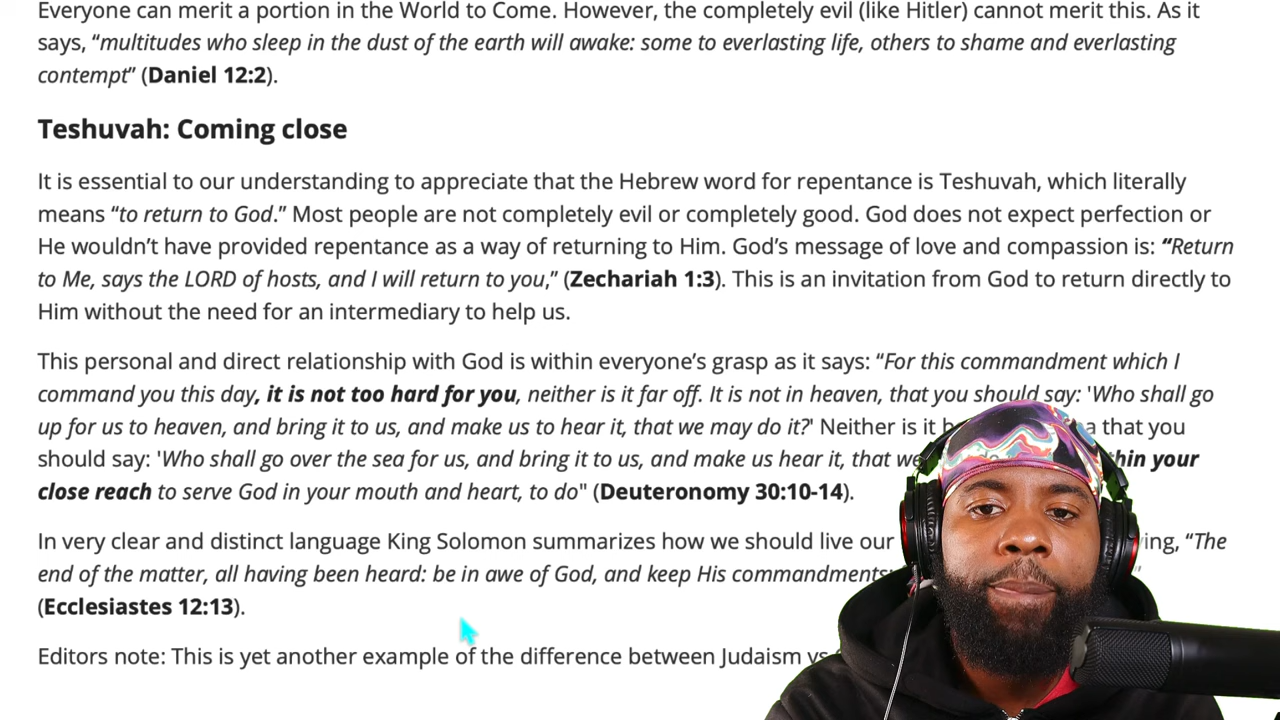 Everyone can merit a portion in the World to Come. However, the completely evil (like Hitler) cannot merit this. As it
says, “multitudes who sleep in the dust of the earth will awake: some to everlasting life, others to shame and everlasting
contempt” (Daniel 12:2).
Teshuvah: Coming close
It is essential to our understanding to appreciate that the Hebrew word for repentance is Teshuvah, which literally
means “to return to God.” Most people are not completely evil or completely good. God does not expect perfection or
He wouldn’t have provided repentance as a way of returning to Him. God’s message of love and compassion is: “Return
to Me, says the LORD of hosts, and I will return to you,” (Zechariah 1:3). This is an invitation from God to return directly to
Him without the need for an intermediary to help us.
This personal and direct relationship with God is within everyone’s grasp as it says: “For this commandment which I
command you this day, it is not too hard for you, neither is it far off. It is not in heaven, that you should say: 'Who shall go
up for us to heaven, and bring it to us, and make us to hear it, that we may do it?' Neither is it a that you
should say: 'Who shall go over the sea for us, and bring it to us, and make us hear it, that we your
close reach to serve God in your mouth and heart, to do" (Deuteronomy 30:10-14).
In very clear and distinct language King Solomon summarizes how we should live our “The
end of the matter, all having been heard: be in awe of God, and keep His commandments:
(Ecclesiastes 12:13).
Editors note: This is yet another example of the difference between Judaism vs